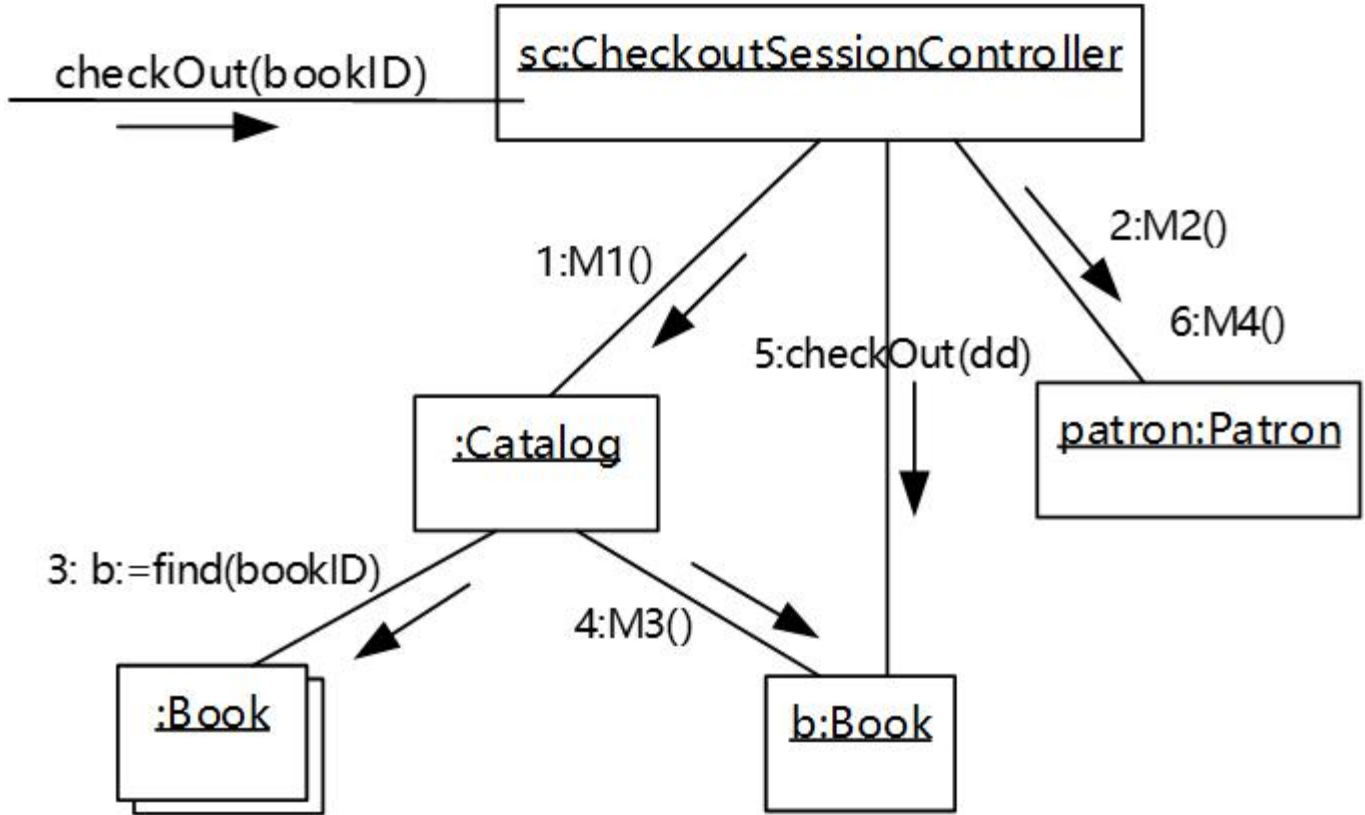 sc:CheckoutSessionController
checkOut(bookID)
2:M2()
1:M1()
6:M4()
5:checkOut(dd)
:Catalog
patron:Patron
3: b:=find(bookID)
4:M3()
:Book
b:Book